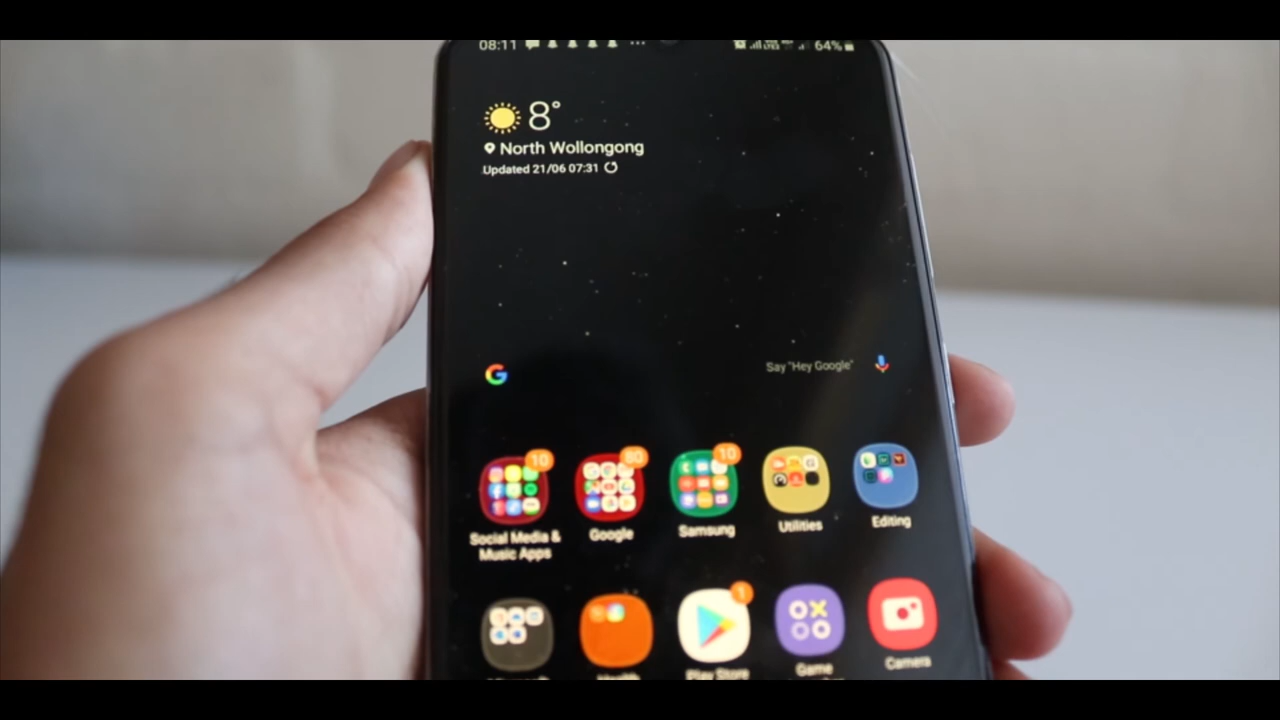 08:11
64%
8°
North Wollongong
Updated 21/06 07:31
Say "Hey Google"
10
80
10
Social Media &
Music Apps
Google
Samsung
Utilities
Editing
1
Play Store
Game
Camera